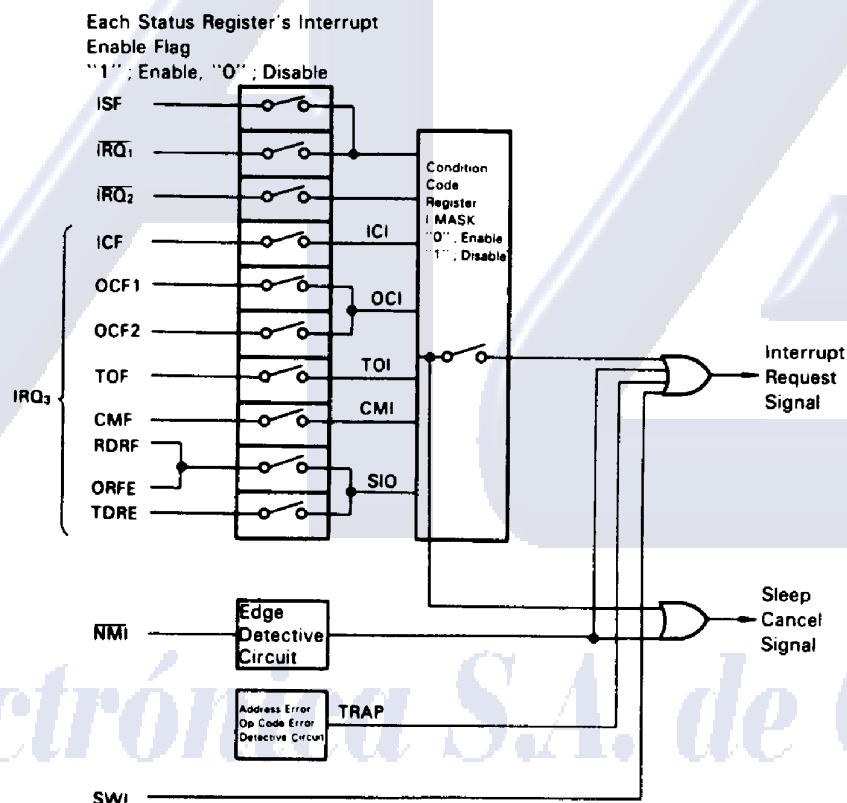 Each Status Register's Interrupt
Enable Flag
"1" ; Enable, "0" ; Disable
ISF
IRQ1
IRQ2
ICF
ICI
OCF1
OCI
OCF2
TOF
TOI
IRQ3
CMF
CMI
RDRF
ORFE
SIO
TDRE
Condition
Code
Register
I MASK
"0" ; Enable
"1" ; Disable
Interrupt
Request
Signal
NMI
Edge
Detective
Circuit
Sleep
Cancel
Signal
Address Error
Op Code Error
Detective Circuit
TRAP
SWI
ctrónica S.A. de